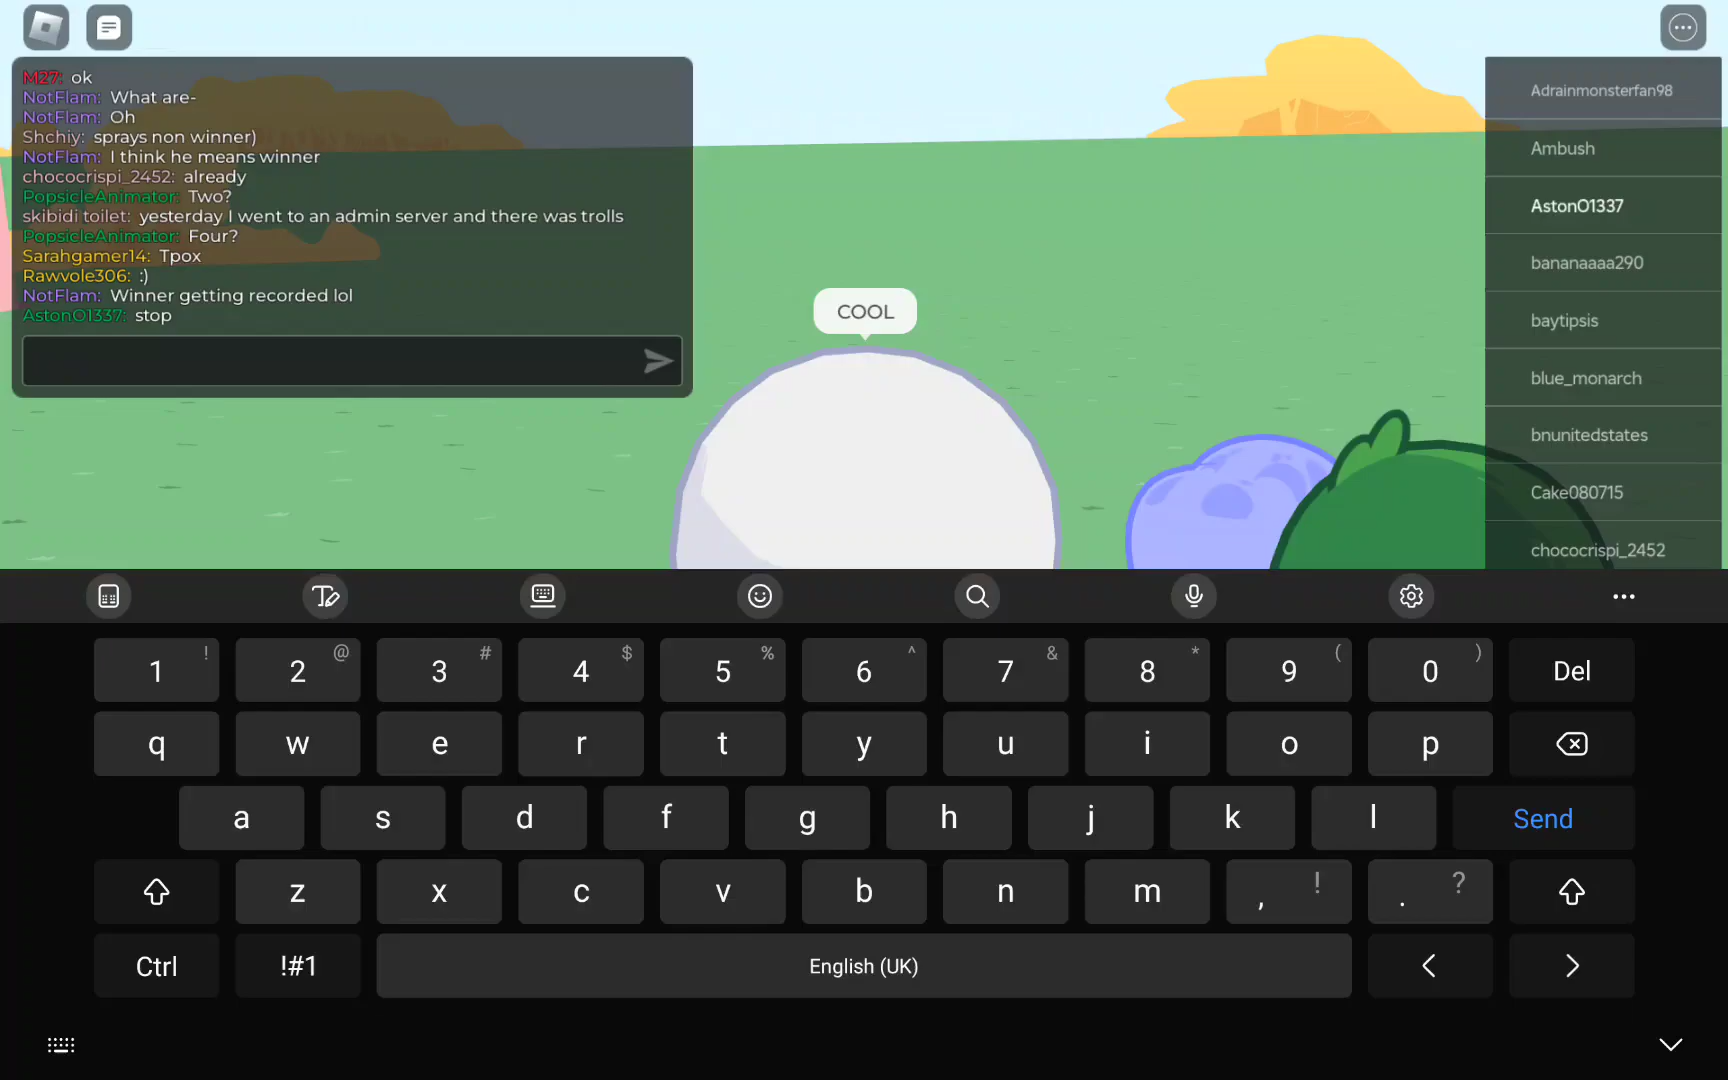 M27: ok
NotFlam: What are-
NotFlam: Oh
Shchiy: sprays non winner)
NotFlam: I think he means winner
chococrispi_2452: already
PopsicleAnimator: Two?
skibidi toilet: yesterday I went to an admin server and there was trolls
PopsicleAnimator: Four?
Sarahgamer14: Tpox
Rawvole306: :)
NotFlam: Winner getting recorded lol
AstonO1337: stop
COOL
Adrainmonsterfan98
Ambush
AstonO1337
bananaaaa290
baytipsis
blue_monarch
bnunitedstates
Cake080715
chococrispi_2452
1 ! 2 @ 3 # 4 $ 5 % 6 ^ 7 & 8 * 9 ( 0 ) Del
q w e r t y u i o p
a s d f g h j k l Send
z x c v b n m , ! . ?
Ctrl !#1 English (UK) < >